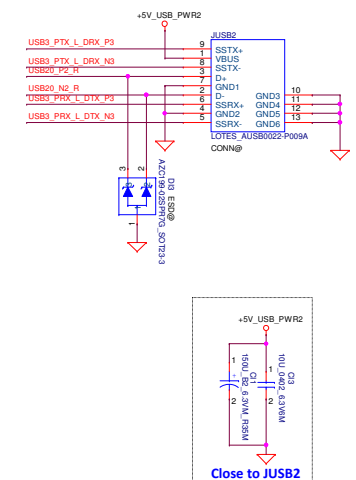 +5V_USB_PWR2
JUSB2
USB3_PTX_L_DRX_P3 9 SSTX+
1 VBUS
USB3_PTX_L_DRX_N3 8 SSTX-
USB20_P2_R 3 D+
7 GND1 GND3 10
USB20_N2_R 2 D- GND4 11
USB3_PRX_L_DTX_P3 6 SSRX+ GND5 12
4 GND2 GND6 13
USB3_PRX_L_DTX_N3 5 SSRX-
LOTES_AUSB0022-P009A
CONN@
3 2
1
DI3 ESD@
AZC199-02SPR7G_SOT23-3
+5V_USB_PWR2
1 1
+
2 2
CI1
150U_B2_6.3VM_R35M
CI3
10U_0402_6.3V6M
Close to JUSB2